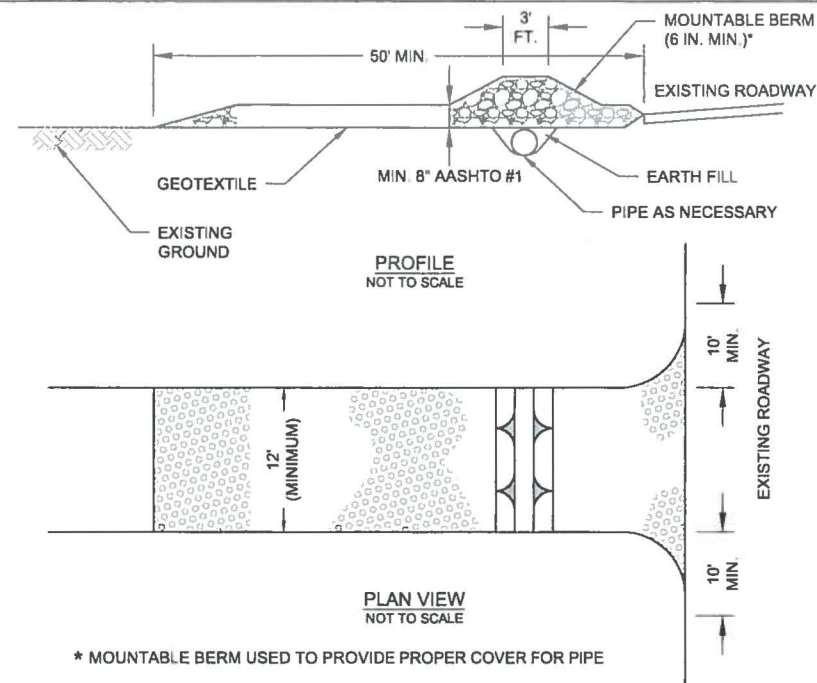 3'
FT.
MOUNTABLE BERM
(6 IN. MIN.)*
50' MIN.
EXISTING ROADWAY
GEOTEXTILE
MIN. 8" AASHTO #1
EARTH FILL
PIPE AS NECESSARY
EXISTING
GROUND
PROFILE
NOT TO SCALE
10'
MIN.
12'
(MINIMUM)
EXISTING ROADWAY
10'
MIN.
PLAN VIEW
NOT TO SCALE
* MOUNTABLE BERM USED TO PROVIDE PROPER COVER FOR PIPE